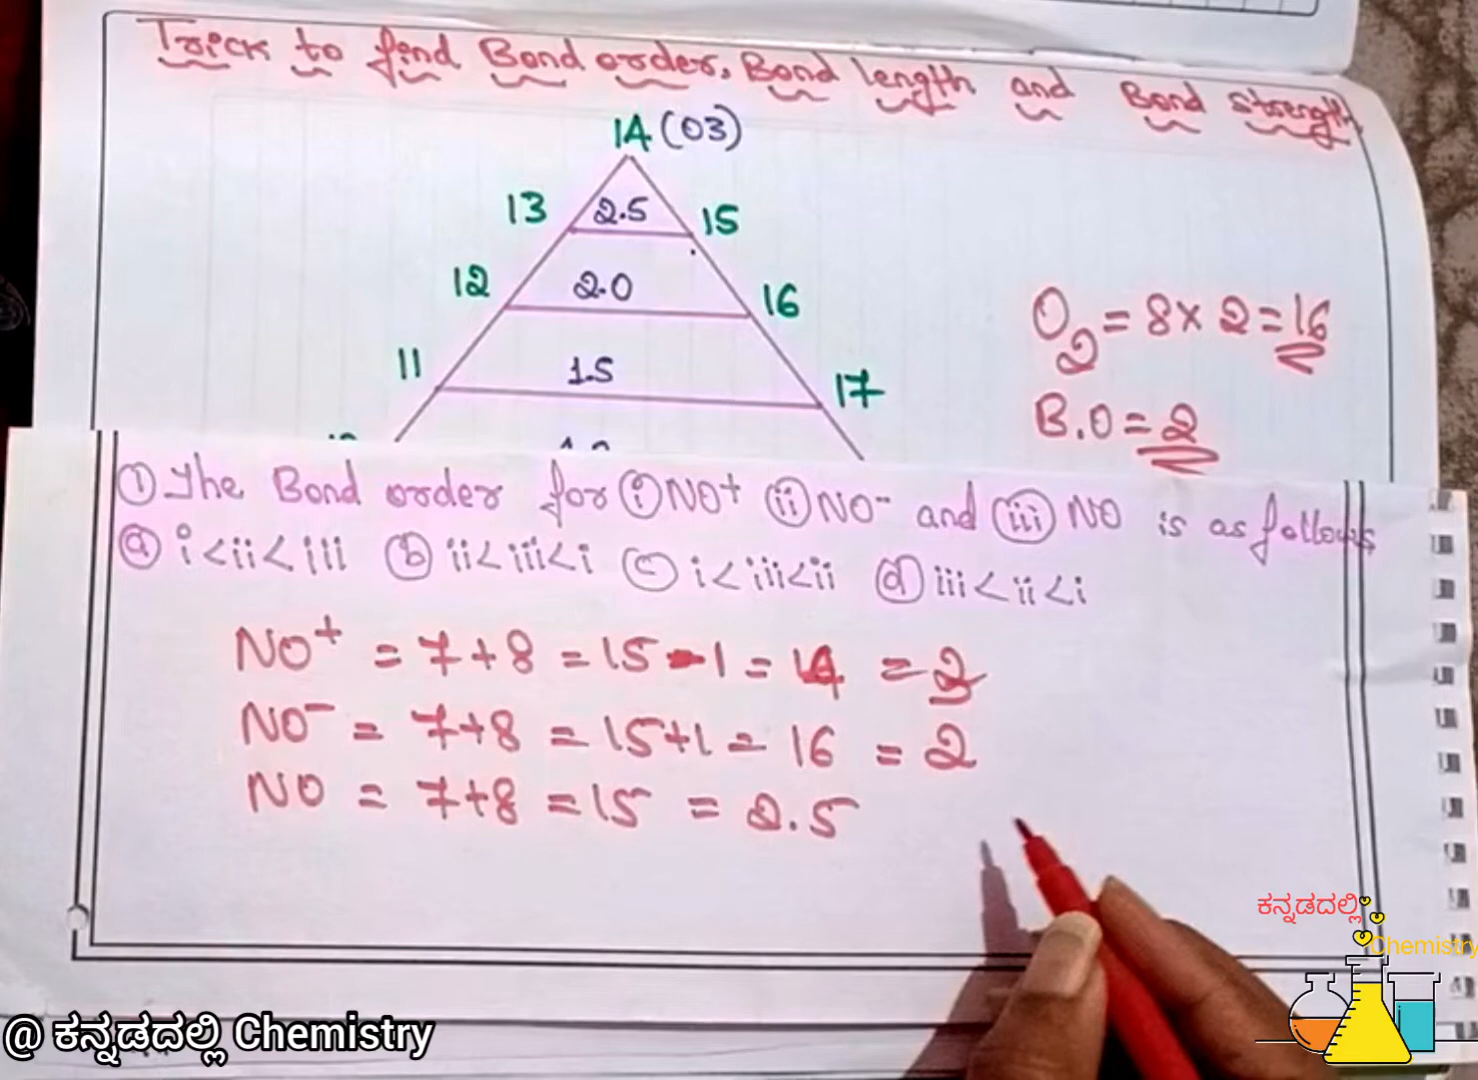 Trick to find Bond order, Bond length and Bond strength
14 (03)
13 2.5 15
12 2.0 16
11 1.5 17
O2 = 8 × 2 = 16
B.O = 2
① The Bond order for ⓘ NO+ ⓘⓘ NO- and ⓘⓘⓘ NO is as follows
ⓐ i < ii < iii ⓑ ii < iii < i ⓒ i < iii < ii ⓓ iii < ii < i
NO+ = 7+8 = 15-1 = 14 = 3
NO- = 7+8 = 15+1 = 16 = 2
NO = 7+8 = 15 = 2.5
ಕನ್ನಡದಲ್ಲಿ
Chemistry
@ ಕನ್ನಡದಲ್ಲಿ Chemistry